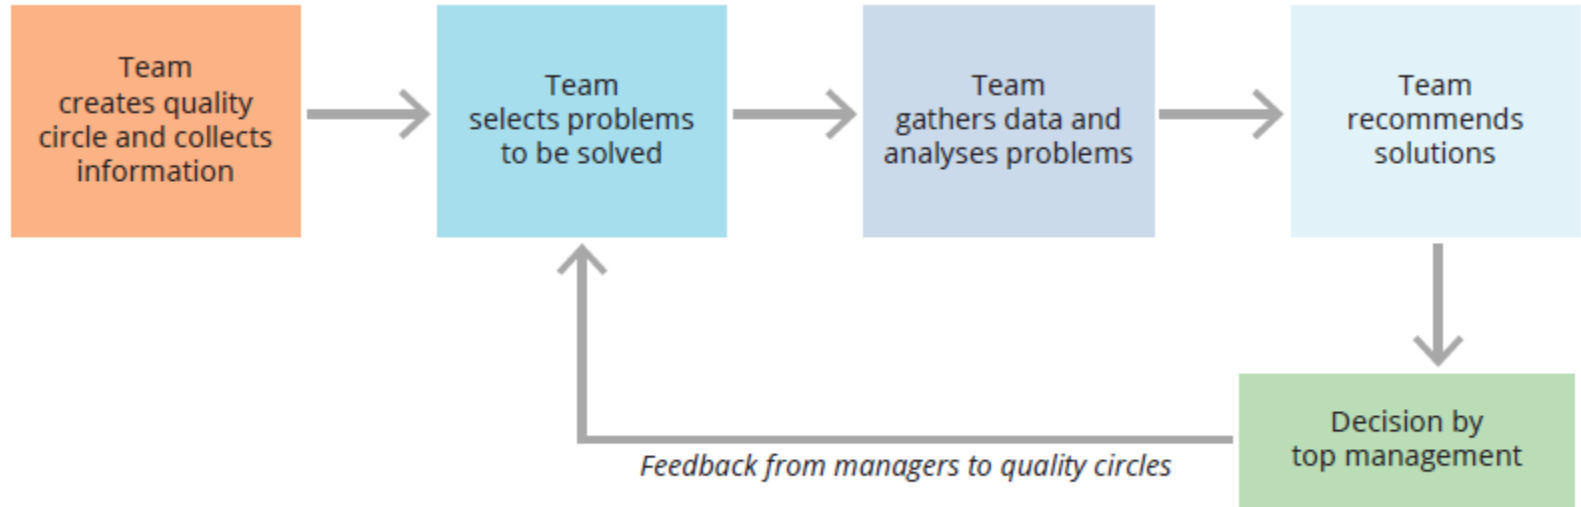 Team
creates quality
circle and collects
information
Team
selects problems
to be solved
Team
gathers data and
analyses problems
Team
recommends
solutions
Decision by
top management
Feedback from managers to quality circles